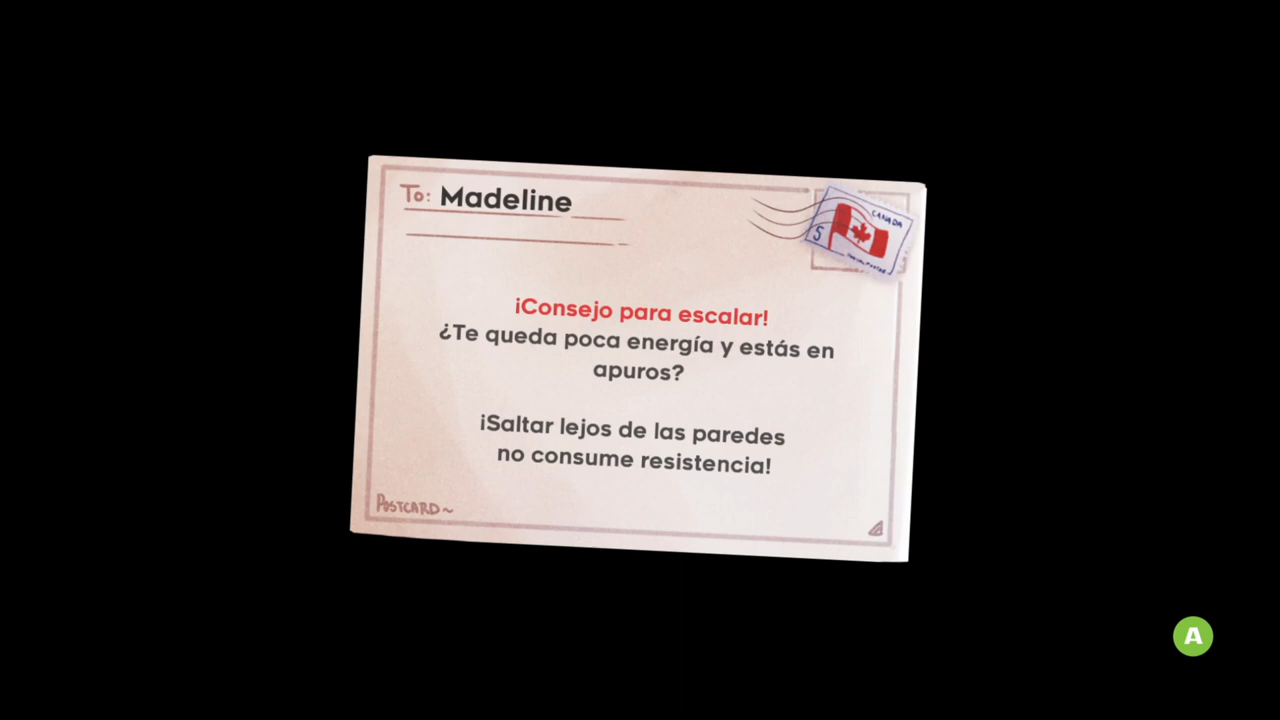 To: Madeline
CANADA
5
¡Consejo para escalar!
¿Te queda poca energía y estás en
apuros?
¡Saltar lejos de las paredes
no consume resistencia!
POSTCARD~
A